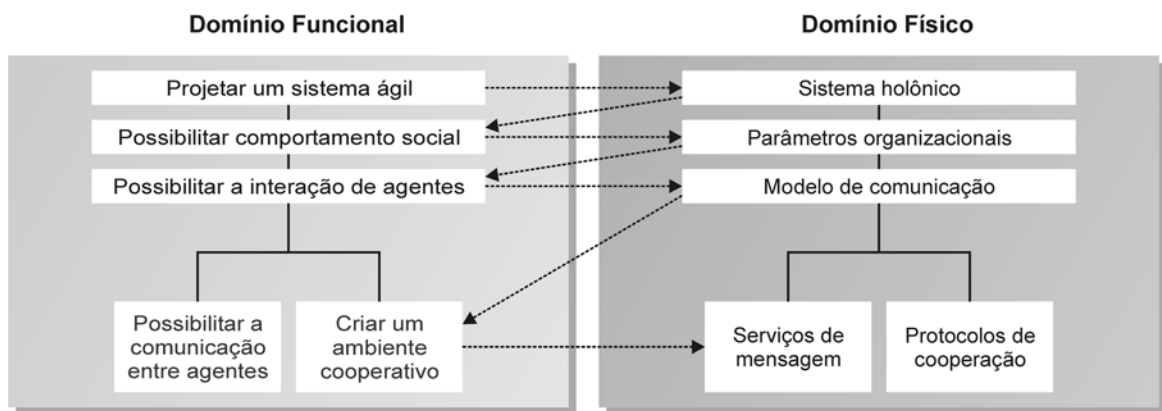 Domínio Funcional
Domínio Físico
Projetar um sistema ágil
Sistema holônico
Possibilitar comportamento social
Parâmetros organizacionais
Possibilitar a interação de agentes
Modelo de comunicação
Possibilitar a
comunicação
entre agentes
Criar um
ambiente
cooperativo
Serviços de
mensagem
Protocolos de
cooperação